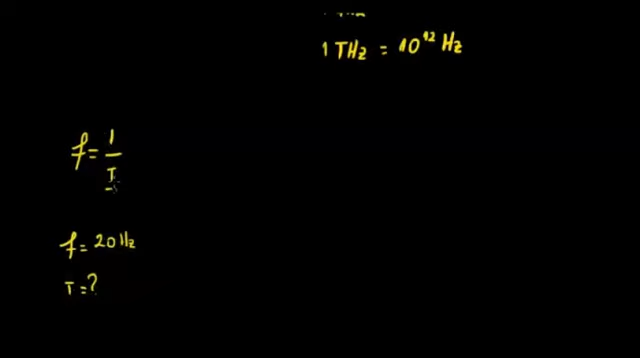 1 THz = 10¹² Hz
f = 1/T
f = 20 Hz
T = ?